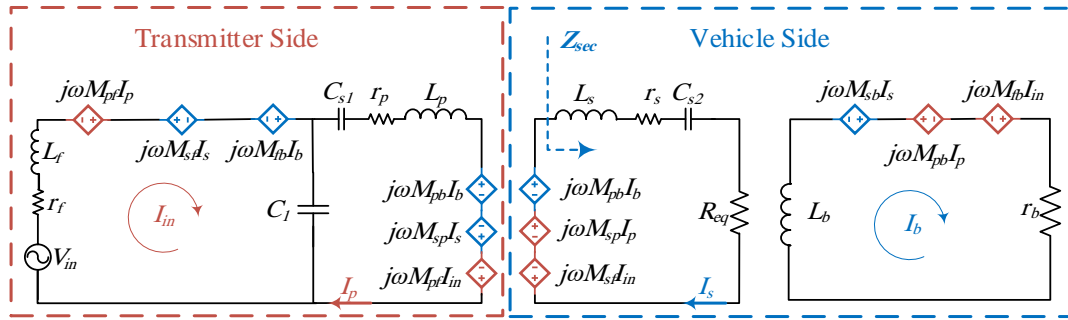 Transmitter Side
Vehicle Side
Z_sec
jωM_pf I_p
C_s1
r_p
L_p
L_s
r_s
C_s2
jωM_sb I_s
jωM_fb I_in
L_f
jωM_sf I_s
jωM_fb I_b
jωM_pb I_p
r_f
I_in
C_1
jωM_pb I_b
jωM_pb I_b
R_eq
L_b
I_b
r_b
jωM_sp I_s
jωM_sp I_p
V_in
jωM_pf I_in
jωM_sf I_in
I_p
I_s